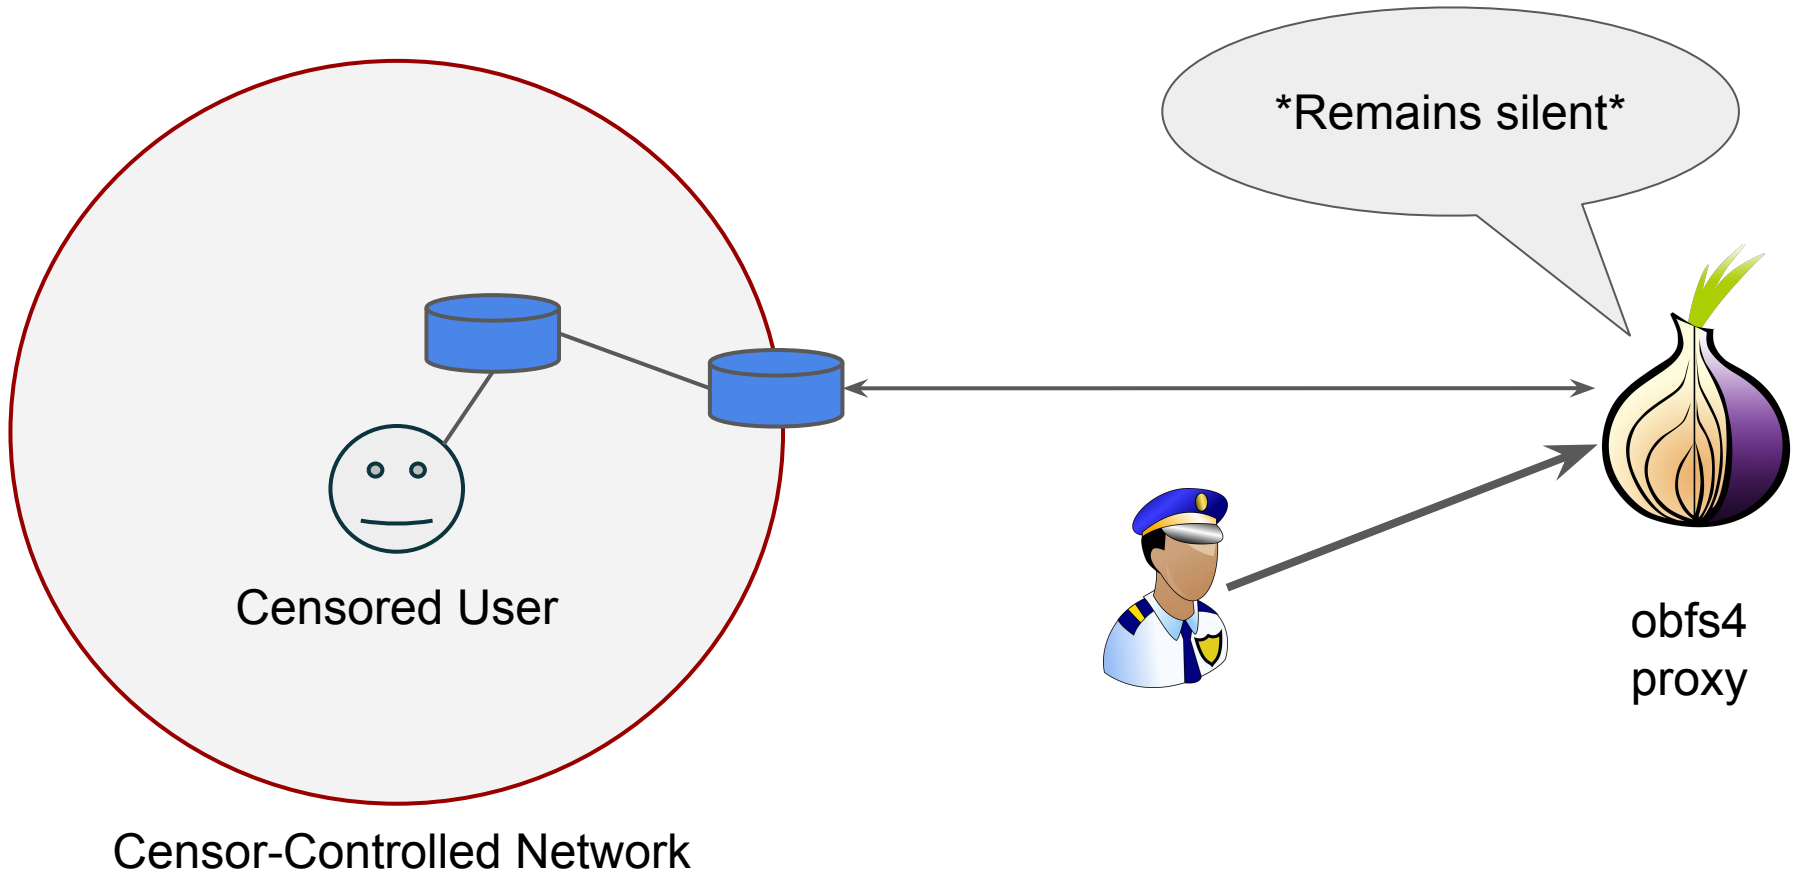 *Remains silent*
Censored User
obfs4
proxy
Censor-Controlled Network